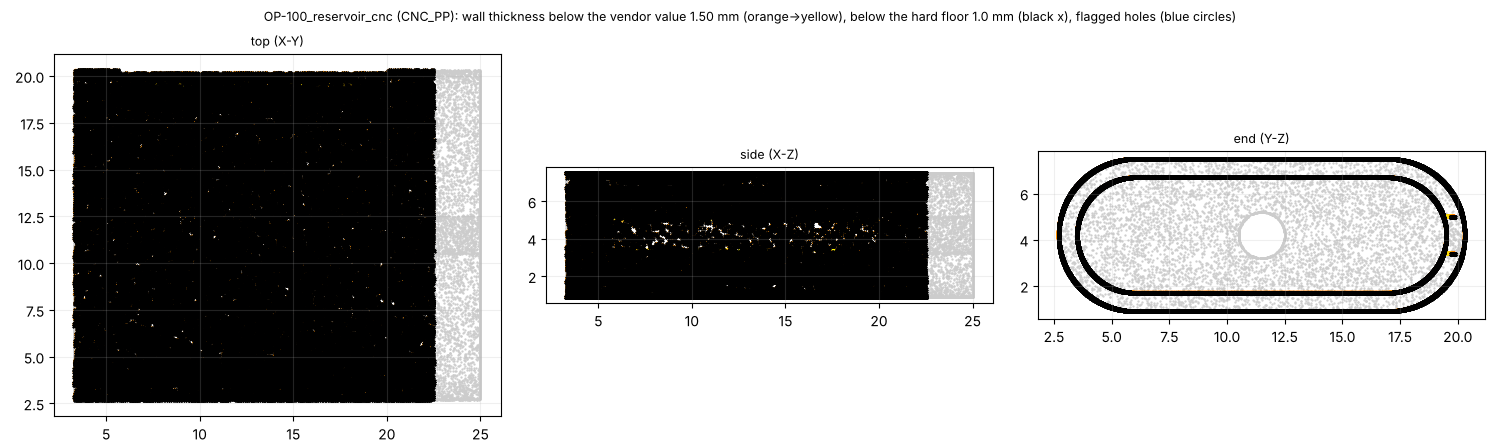 OP-100_reservoir_cnc (CNC_PP): wall thickness below the vendor value 1.50 mm (orange→yellow), below the hard floor 1.0 mm (black x), flagged holes (blue circles)
top (X-Y)
20.0
17.5
15.0
12.5
10.0
7.5
5.0
2.5
5 10 15 20 25
side (X-Z)
6
4
2
5 10 15 20 25
end (Y-Z)
6
4
2
2.5 5.0 7.5 10.0 12.5 15.0 17.5 20.0